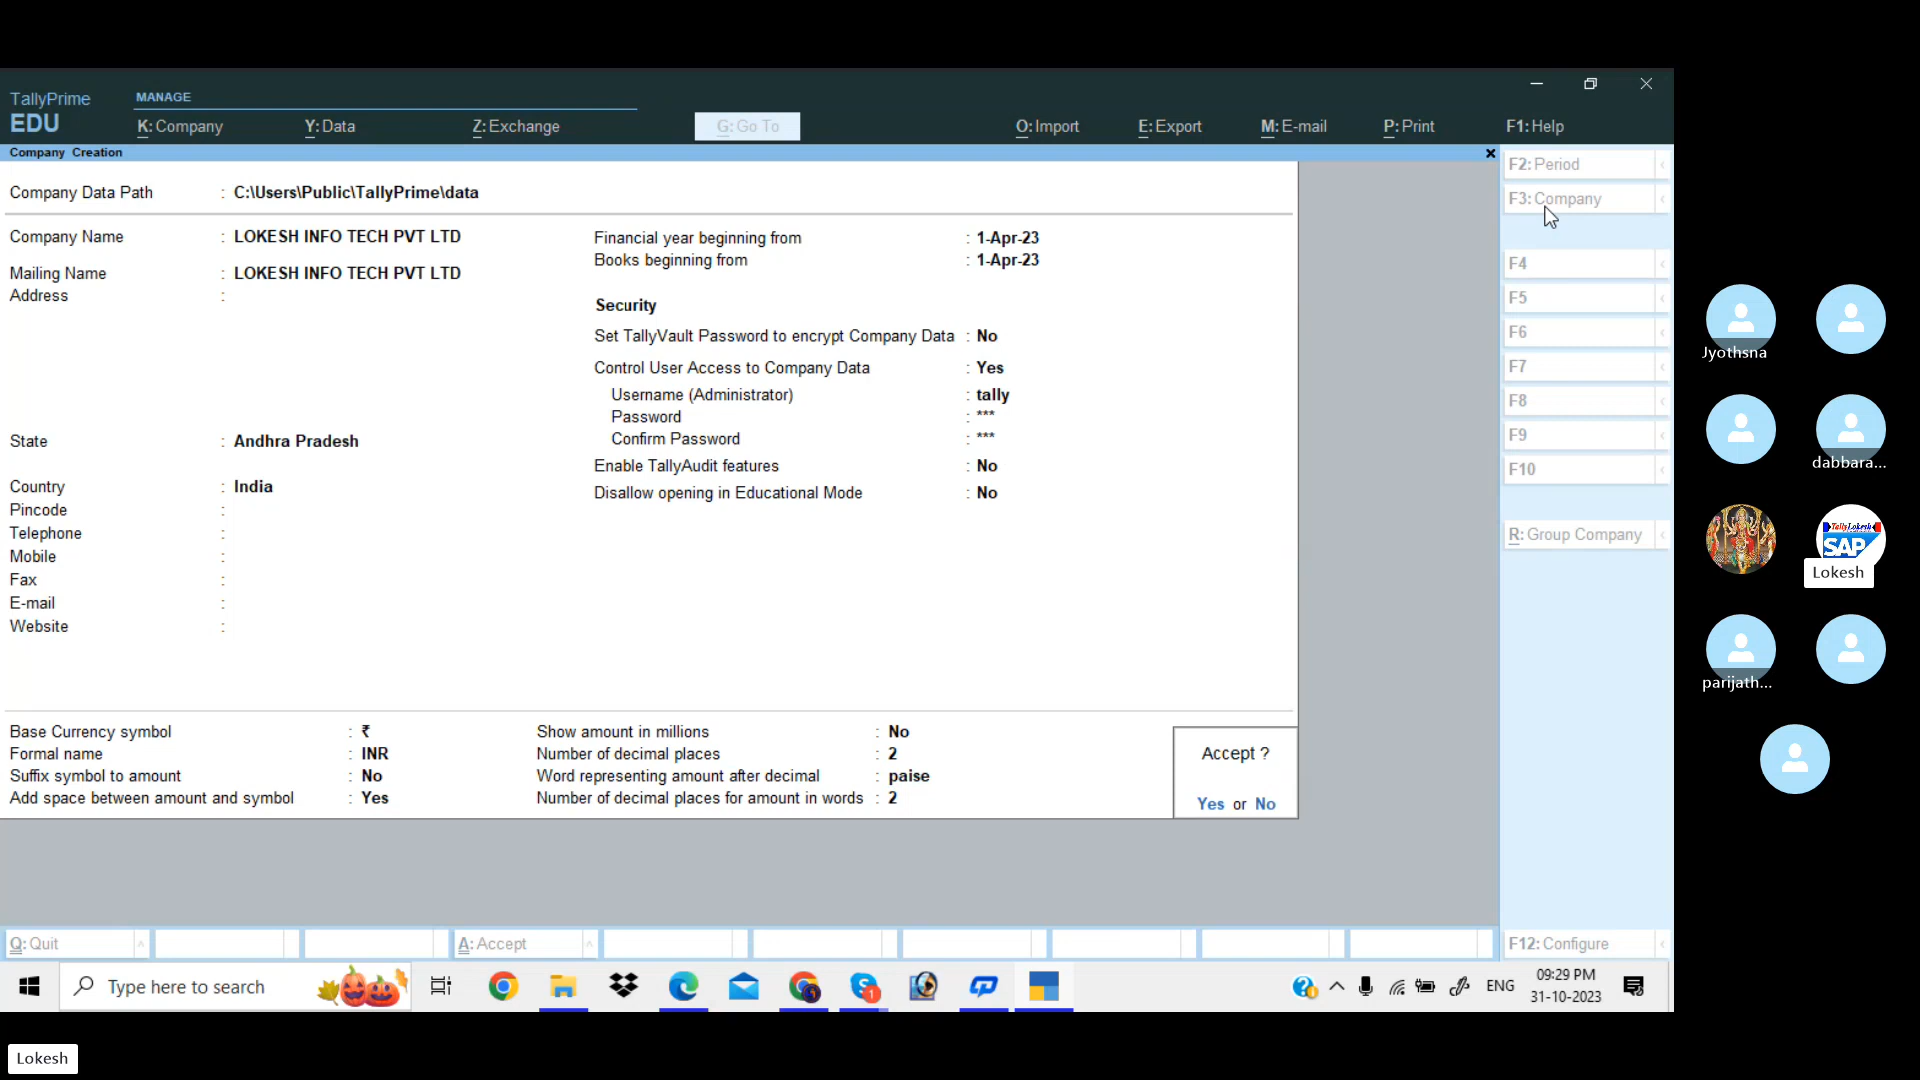 TallyPrime
EDU
MANAGE
K: Company
Y: Data
Z: Exchange
G: Go To
O: Import
E: Export
M: E-mail
P: Print
F1: Help
Company Creation
Company Data Path : C:\Users\Public\TallyPrime\data
Company Name : LOKESH INFO TECH PVT LTD
Mailing Name : LOKESH INFO TECH PVT LTD
Address :
State : Andhra Pradesh
Country : India
Pincode :
Telephone :
Mobile :
Fax :
E-mail :
Website :
Financial year beginning from : 1-Apr-23
Books beginning from : 1-Apr-23
Security
Set TallyVault Password to encrypt Company Data : No
Control User Access to Company Data : Yes
Username (Administrator) : tally
Password : ***
Confirm Password : ***
Enable TallyAudit features : No
Disallow opening in Educational Mode : No
Base Currency symbol : ₹
Formal name : INR
Suffix symbol to amount : No
Add space between amount and symbol : Yes
Show amount in millions : No
Number of decimal places : 2
Word representing amount after decimal : paise
Number of decimal places for amount in words : 2
Accept ?
Yes or No
F2: Period
F3: Company
F4
F5
F6
F7
F8
F9
F10
R: Group Company
F12: Configure
Q: Quit
A: Accept
Type here to search
ENG
09:29 PM
31-10-2023
Jyothsna
dabbara...
TallyLokesh
SAP
Lokesh
parijath...
Lokesh